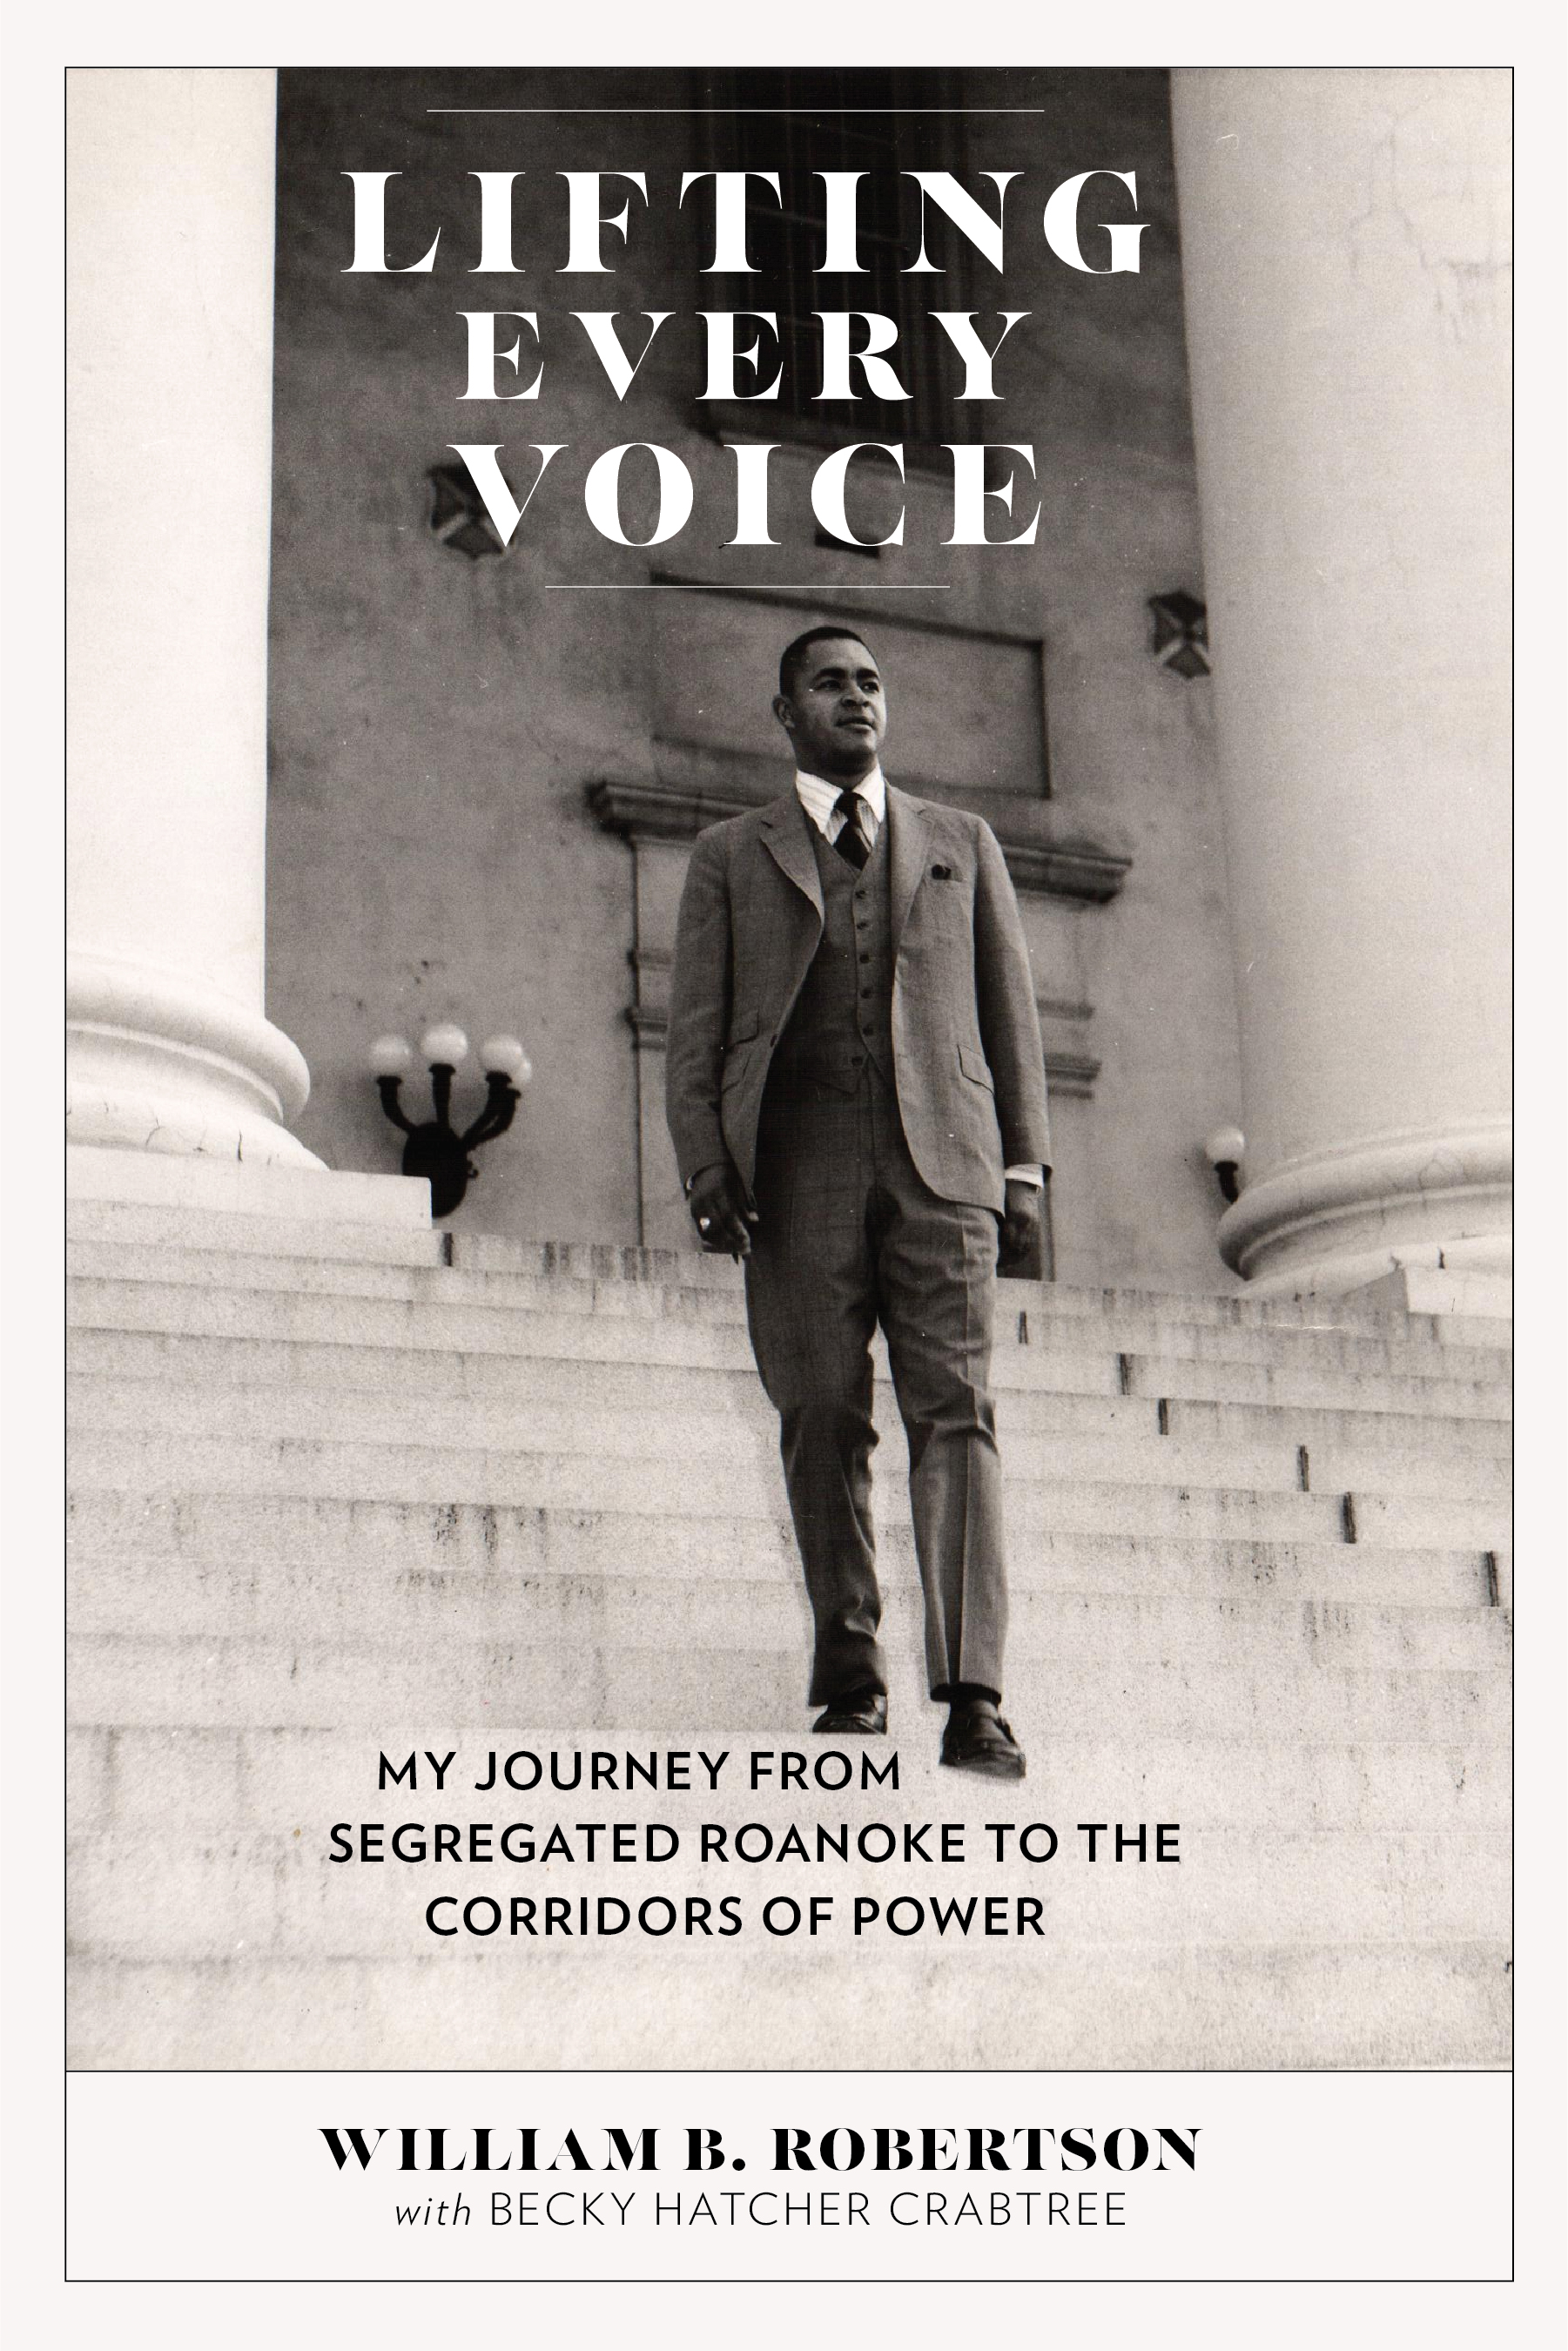 LIFTING
EVERY
VOICE
MY JOURNEY FROM
SEGREGATED ROANOKE TO THE
CORRIDORS OF POWER
WILLIAM B. ROBERTSON
with BECKY HATCHER CRABTREE